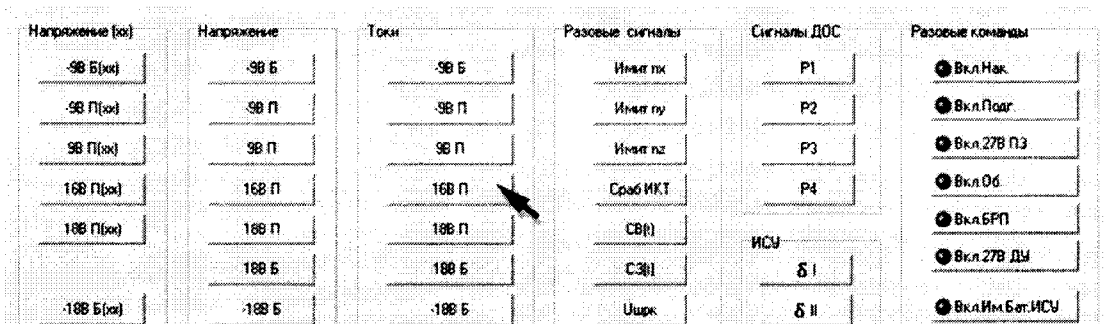 Напряжение (хх)
-9В Б(хх)
-9В П(хх)
9В П(хх)
16В П(хх)
18В П(хх)
-18В Б(хх)
Напряжение
-9В Б
-9В П
9В П
16В П
18В П
18В Б
-18В Б
Токи
-9В Б
-9В П
9В П
16В П
18В П
18В Б
-18В Б
Разовые сигналы
Имит nx
Имит ny
Имит nz
Сраб ИКТ
СВ(t)
СЗ(t)
Uшрк
Сигналы ДОС
Р1
Р2
Р3
Р4
ИСУ
δ I
δ II
Разовые команды
Вкл.Нак.
Вкл.Подг.
Вкл.27В ПЗ
Вкл.Об.
Вкл.БРП
Вкл.27В ДУ
Вкл.Им.Бат.ИСУ